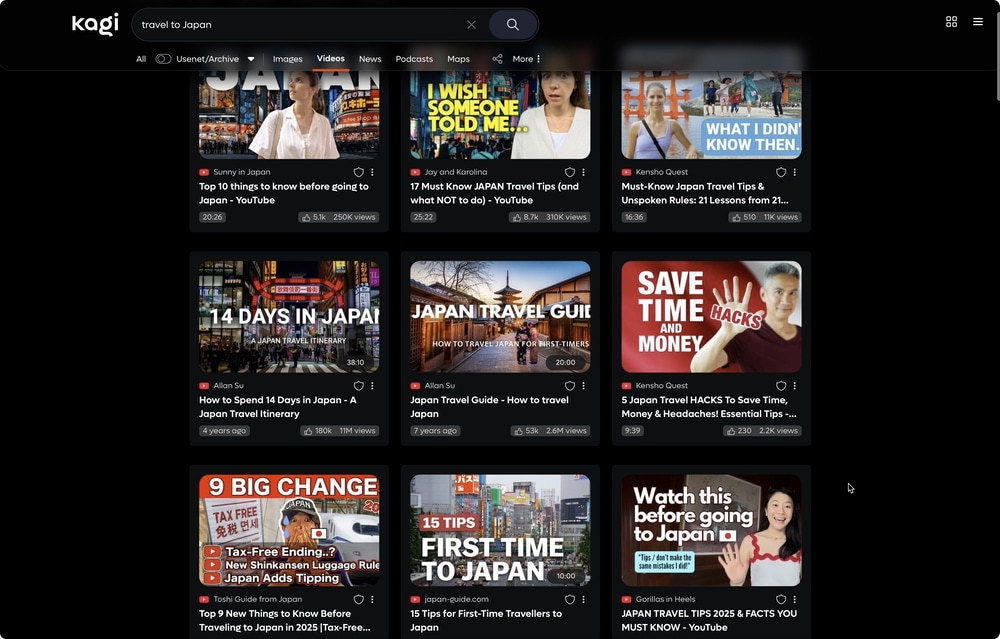 kagi
travel to Japan
All
Usenet/Archive
Images
Videos
News
Podcasts
Maps
More
JAPAN
I WISH
SOMEONE
TOLD ME...
WHAT I DIDN'
KNOW THEN.
Sunny in Japan
Top 10 things to know before going to
Japan - YouTube
20:26
5.1k 250K views
Jay and Karolina
17 Must Know JAPAN Travel Tips (and
what NOT to do) - YouTube
25:22
8.7k 310K views
Kensho Quest
Must-Know Japan Travel Tips &
Unspoken Rules: 21 Lessons from 21...
16:36
510 11K views
歌舞伎町一番街
14 DAYS IN JAPAN
A JAPAN TRAVEL ITINERARY
38:10
Allan Su
How to Spend 14 Days in Japan - A
Japan Travel Itinerary
4 years ago
180k 11M views
JAPAN TRAVEL GUID
HOW TO TRAVEL JAPAN FOR FIRST-TIMERS
20:00
Allan Su
Japan Travel Guide - How to travel
Japan
7 years ago
53k 2.6M views
SAVE
TIME
AND
MONEY
HACKS
Kensho Quest
5 Japan Travel HACKS To Save Time,
Money & Headaches! Essential Tips -...
9:39
230 2.2K views
9 BIG CHANGE
20
JAPAN
TAX FREE
免税 면세
Tax-Free Ending..?
New Shinkansen Luggage Rule
Japan Adds Tipping
Toshi Guide from Japan
Top 9 New Things to Know Before
Traveling to Japan in 2025 |Tax-Free...
15 TIPS
FIRST TIME
TO JAPAN
10:00
japan-guide.com
15 Tips for First-Time Travellers to
Japan
Watch this
before going
to Japan
"Tips / don't make the
same mistakes I did!"
Gorillas in Heels
JAPAN TRAVEL TIPS 2025 & FACTS YOU
MUST KNOW - YouTube